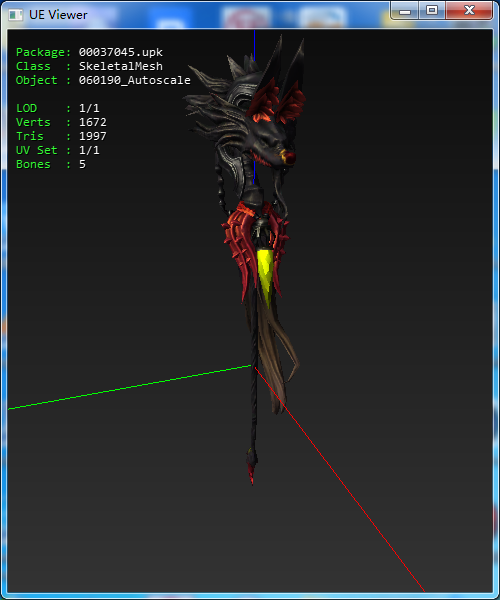 UE Viewer
Package: 00037045.upk
Class : SkeletalMesh
Object : 060190_Autoscale
LOD : 1/1
Verts : 1672
Tris : 1997
UV Set : 1/1
Bones : 5